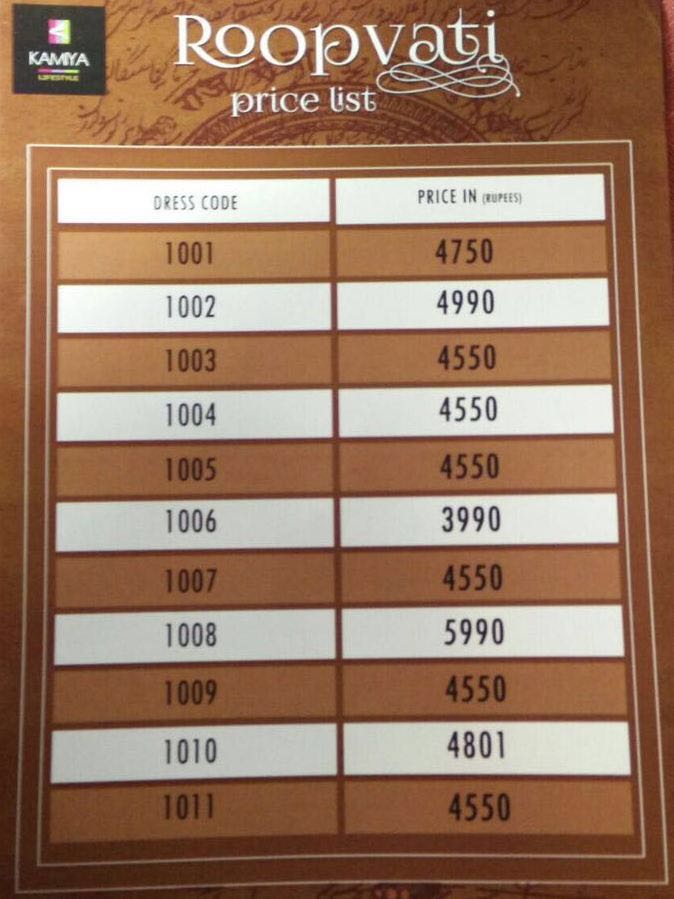 KAMIYA
LIFESTYLE
Roopvati
price list
DRESS CODE PRICE IN (RUPEES)
1001 4750
1002 4990
1003 4550
1004 4550
1005 4550
1006 3990
1007 4550
1008 5990
1009 4550
1010 4801
1011 4550